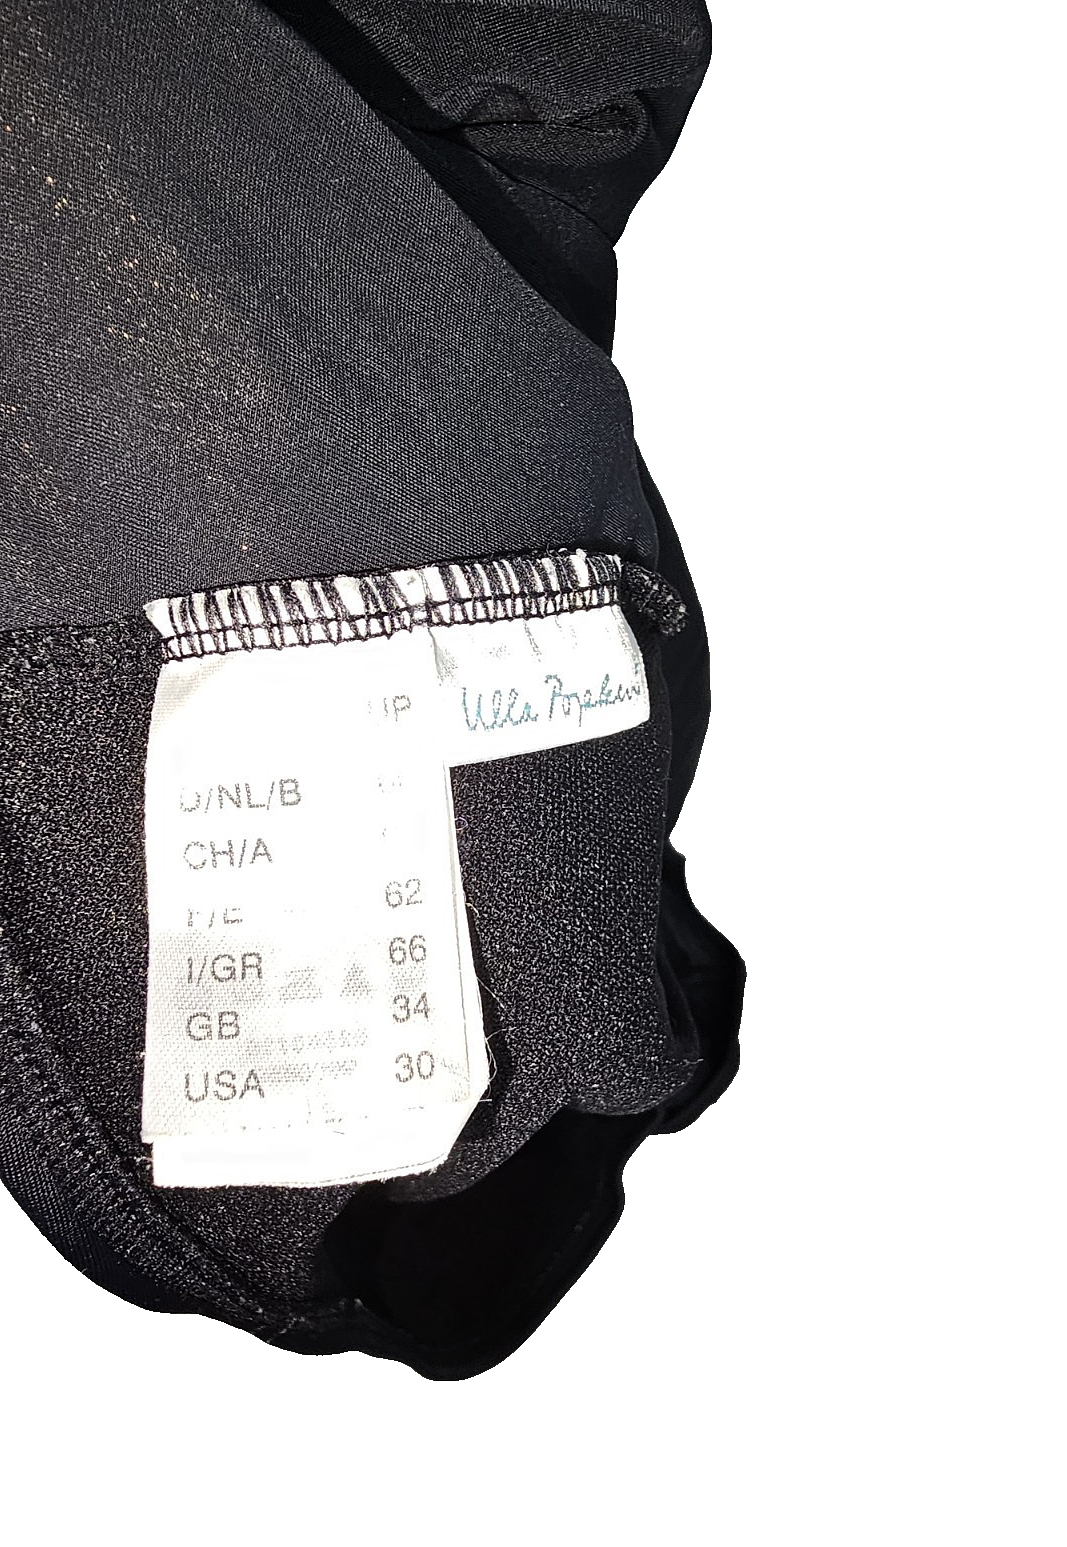 UP
Ulla Popken
D/NL/B
CH/A
F/E 62
I/GR 66
GB 34
USA 30